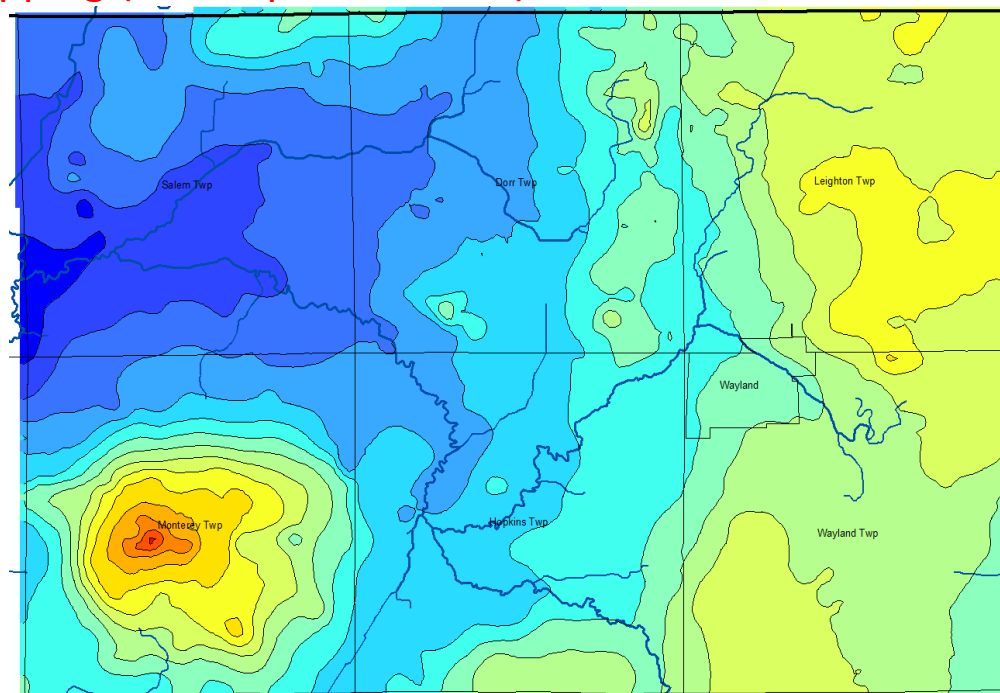 Salem Twp
Dorr Twp
Leighton Twp
Wayland
Monterey Twp
Hopkins Twp
Wayland Twp